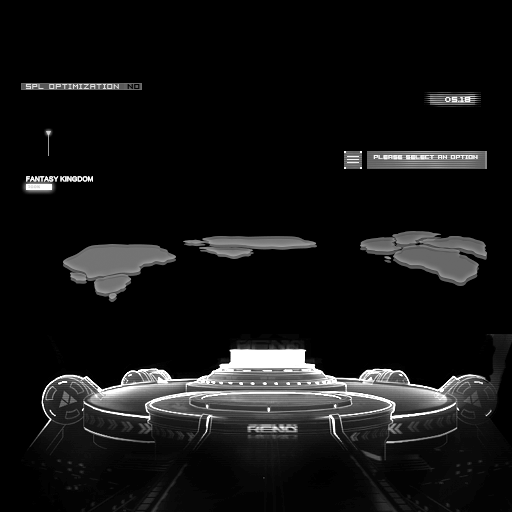 SPL OPTIMIZATION NO
05.18
PLEASE SELECT AN OPTION
FANTASY KINGDOM
RENO